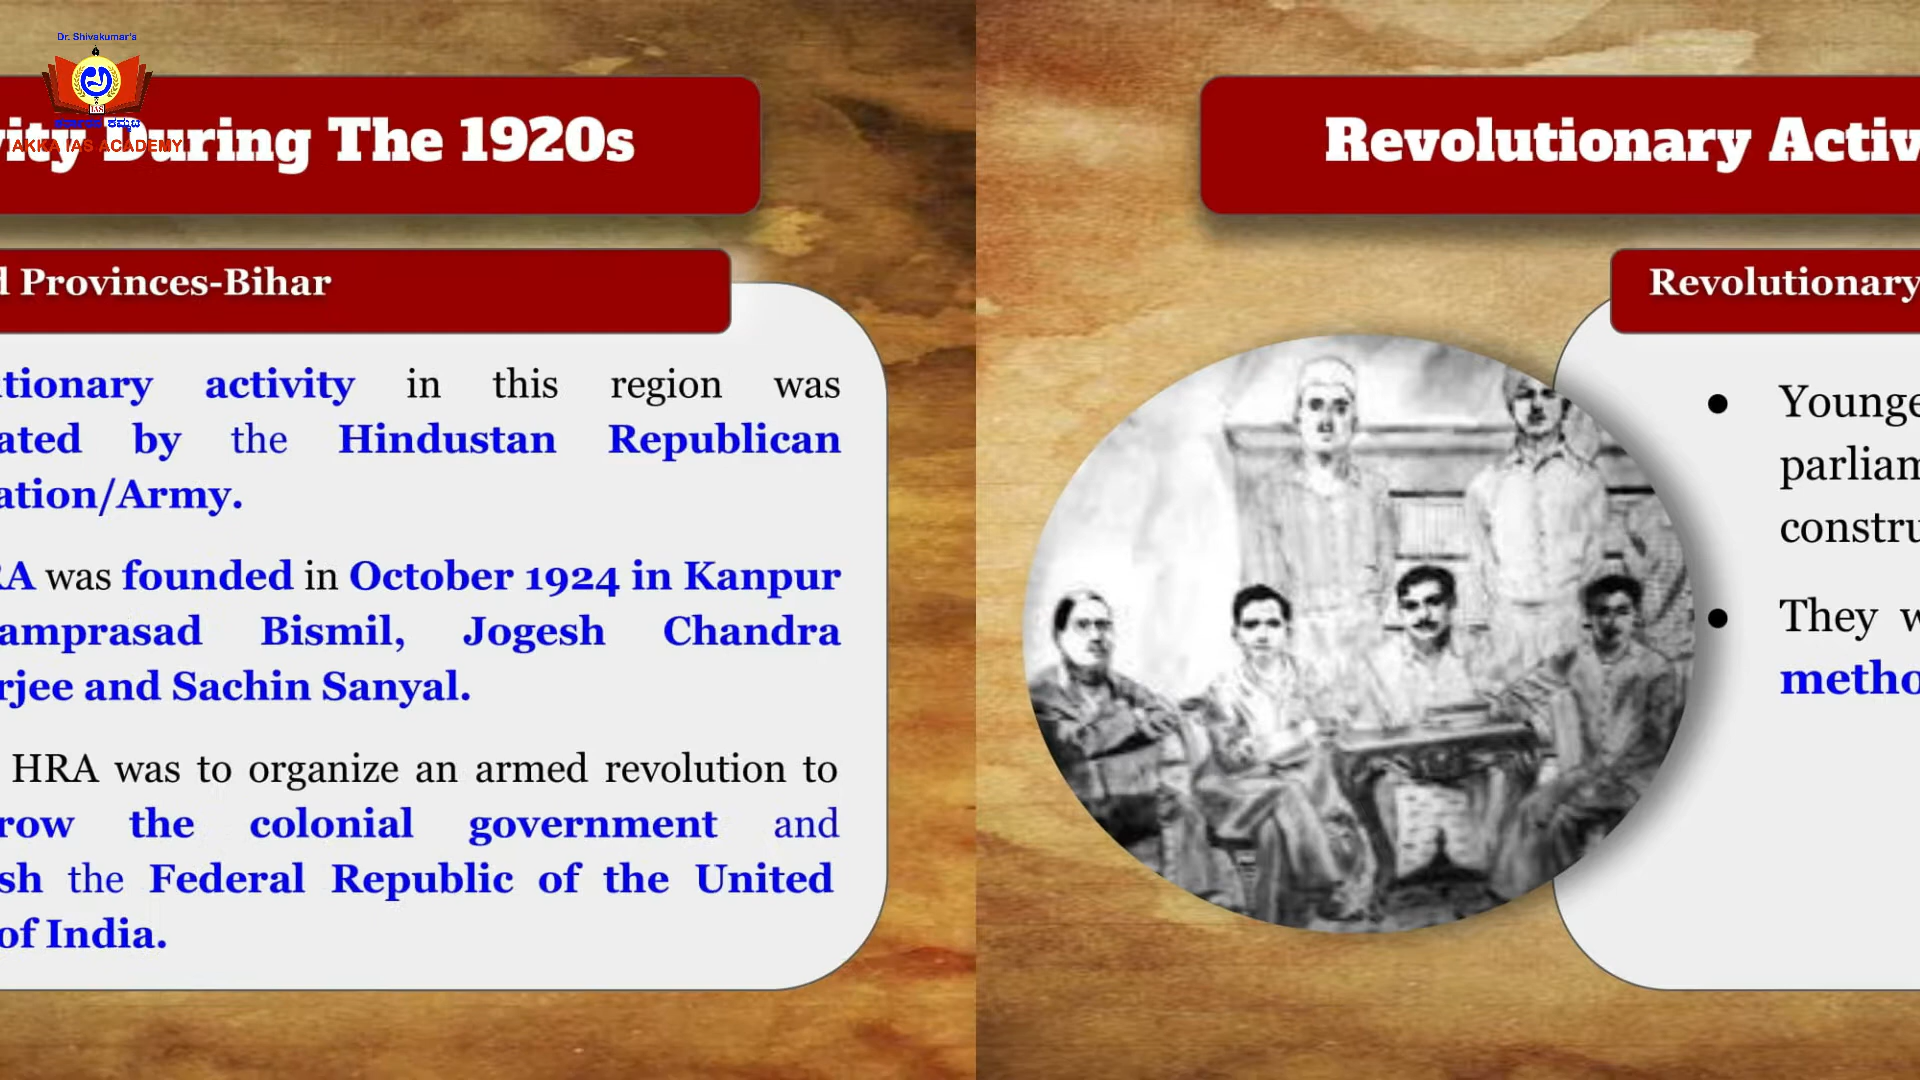 Dr. Shivakumar's
IAS
AKKA IAS ACADEMY
vity During The 1920s
d Provinces-Bihar
tionary activity in this region was
ated by the Hindustan Republican
ation/Army.
RA was founded in October 1924 in Kanpur
amprasad Bismil, Jogesh Chandra
rjee and Sachin Sanyal.
HRA was to organize an armed revolution to
row the colonial government and
sh the Federal Republic of the United
of India.
Revolutionary Activ
Revolutionary
● Younge
parliam
constru
● They w
metho